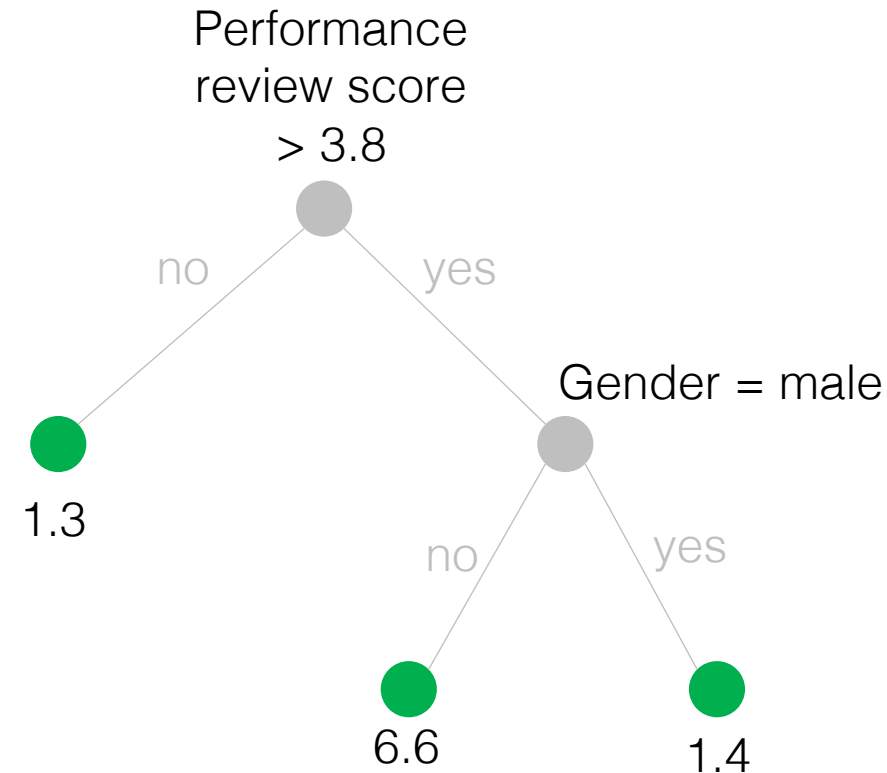 Performance
review score
> 3.8
no
yes
Gender = male
1.3
no
yes
6.6
1.4